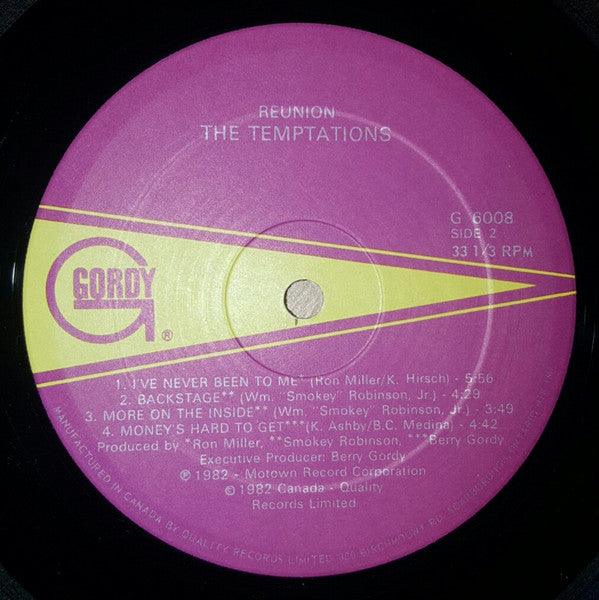 REUNION
THE TEMPTATIONS
G 6008
SIDE 2
33 1/3 RPM
GORDY
®
1. I'VE NEVER BEEN TO ME* (Ron Miller/K. Hirsch) - 5:56
2. BACKSTAGE** (Wm. "Smokey" Robinson, Jr.) - 4:29
3. MORE ON THE INSIDE** (Wm. "Smokey" Robinson, Jr.) - 3:49
4. MONEY'S HARD TO GET*** (K. Ashby/B.C. Medina) - 4:42
Produced by *Ron Miller, **Smokey Robinson, ***Berry Gordy
Executive Producer: Berry Gordy
℗ 1982 - Motown Record Corporation
© 1982 Canada - Quality
Records Limited
MANUFACTURED IN CANADA BY QUALITY RECORDS LIMITED, 380 BIRCHMOUNT RD.